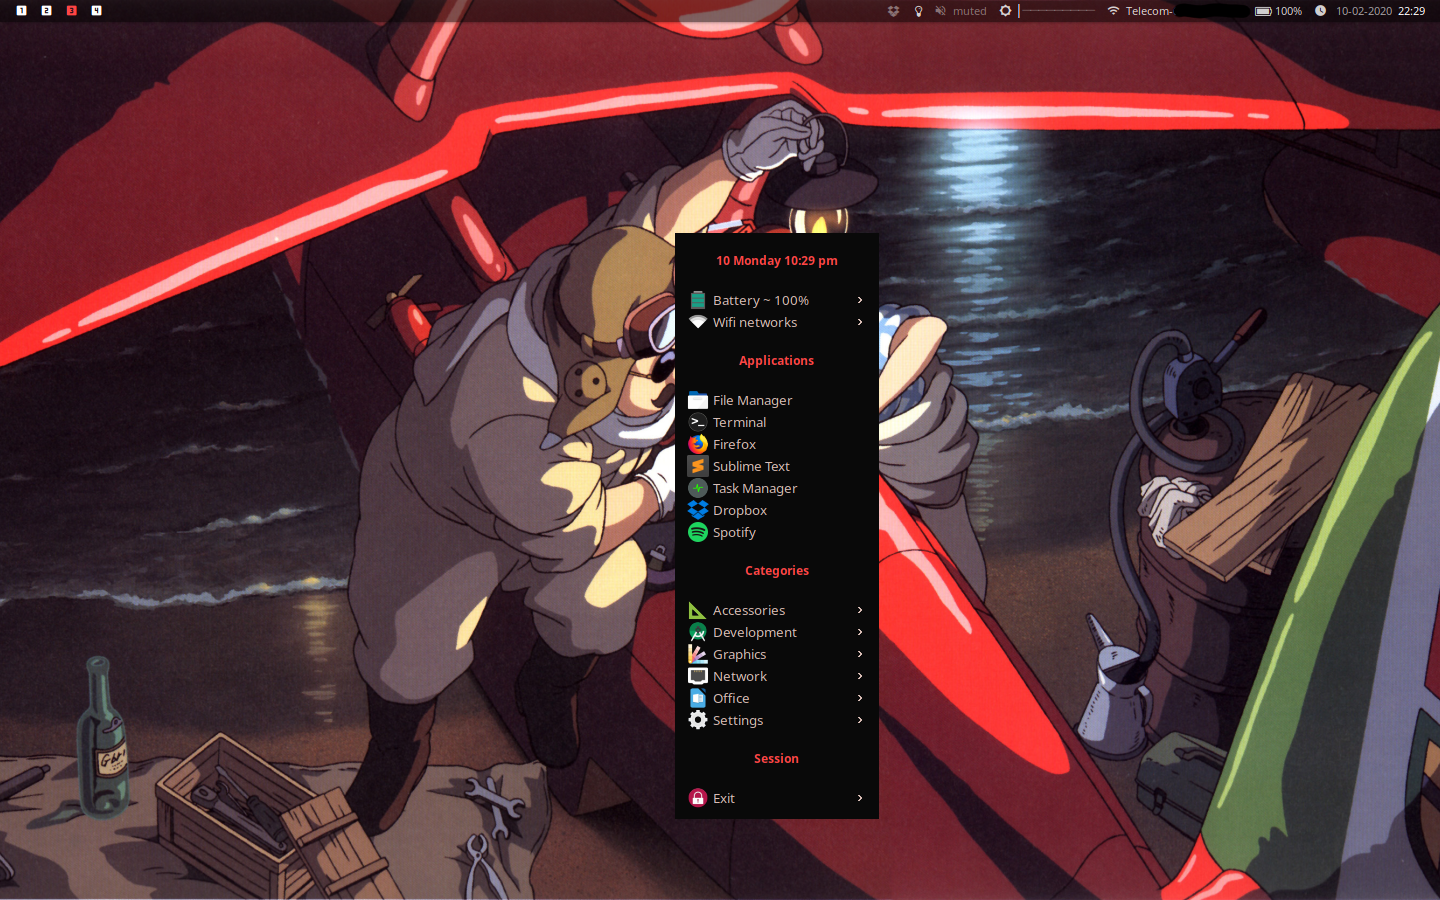 1 2 3 4
muted Telecom- 100% 10-02-2020 22:29
10 Monday 10:29 pm
Battery ~ 100%
Wifi networks
Applications
File Manager
Terminal
Firefox
Sublime Text
Task Manager
Dropbox
Spotify
Categories
Accessories
Development
Graphics
Network
Office
Settings
Session
Exit